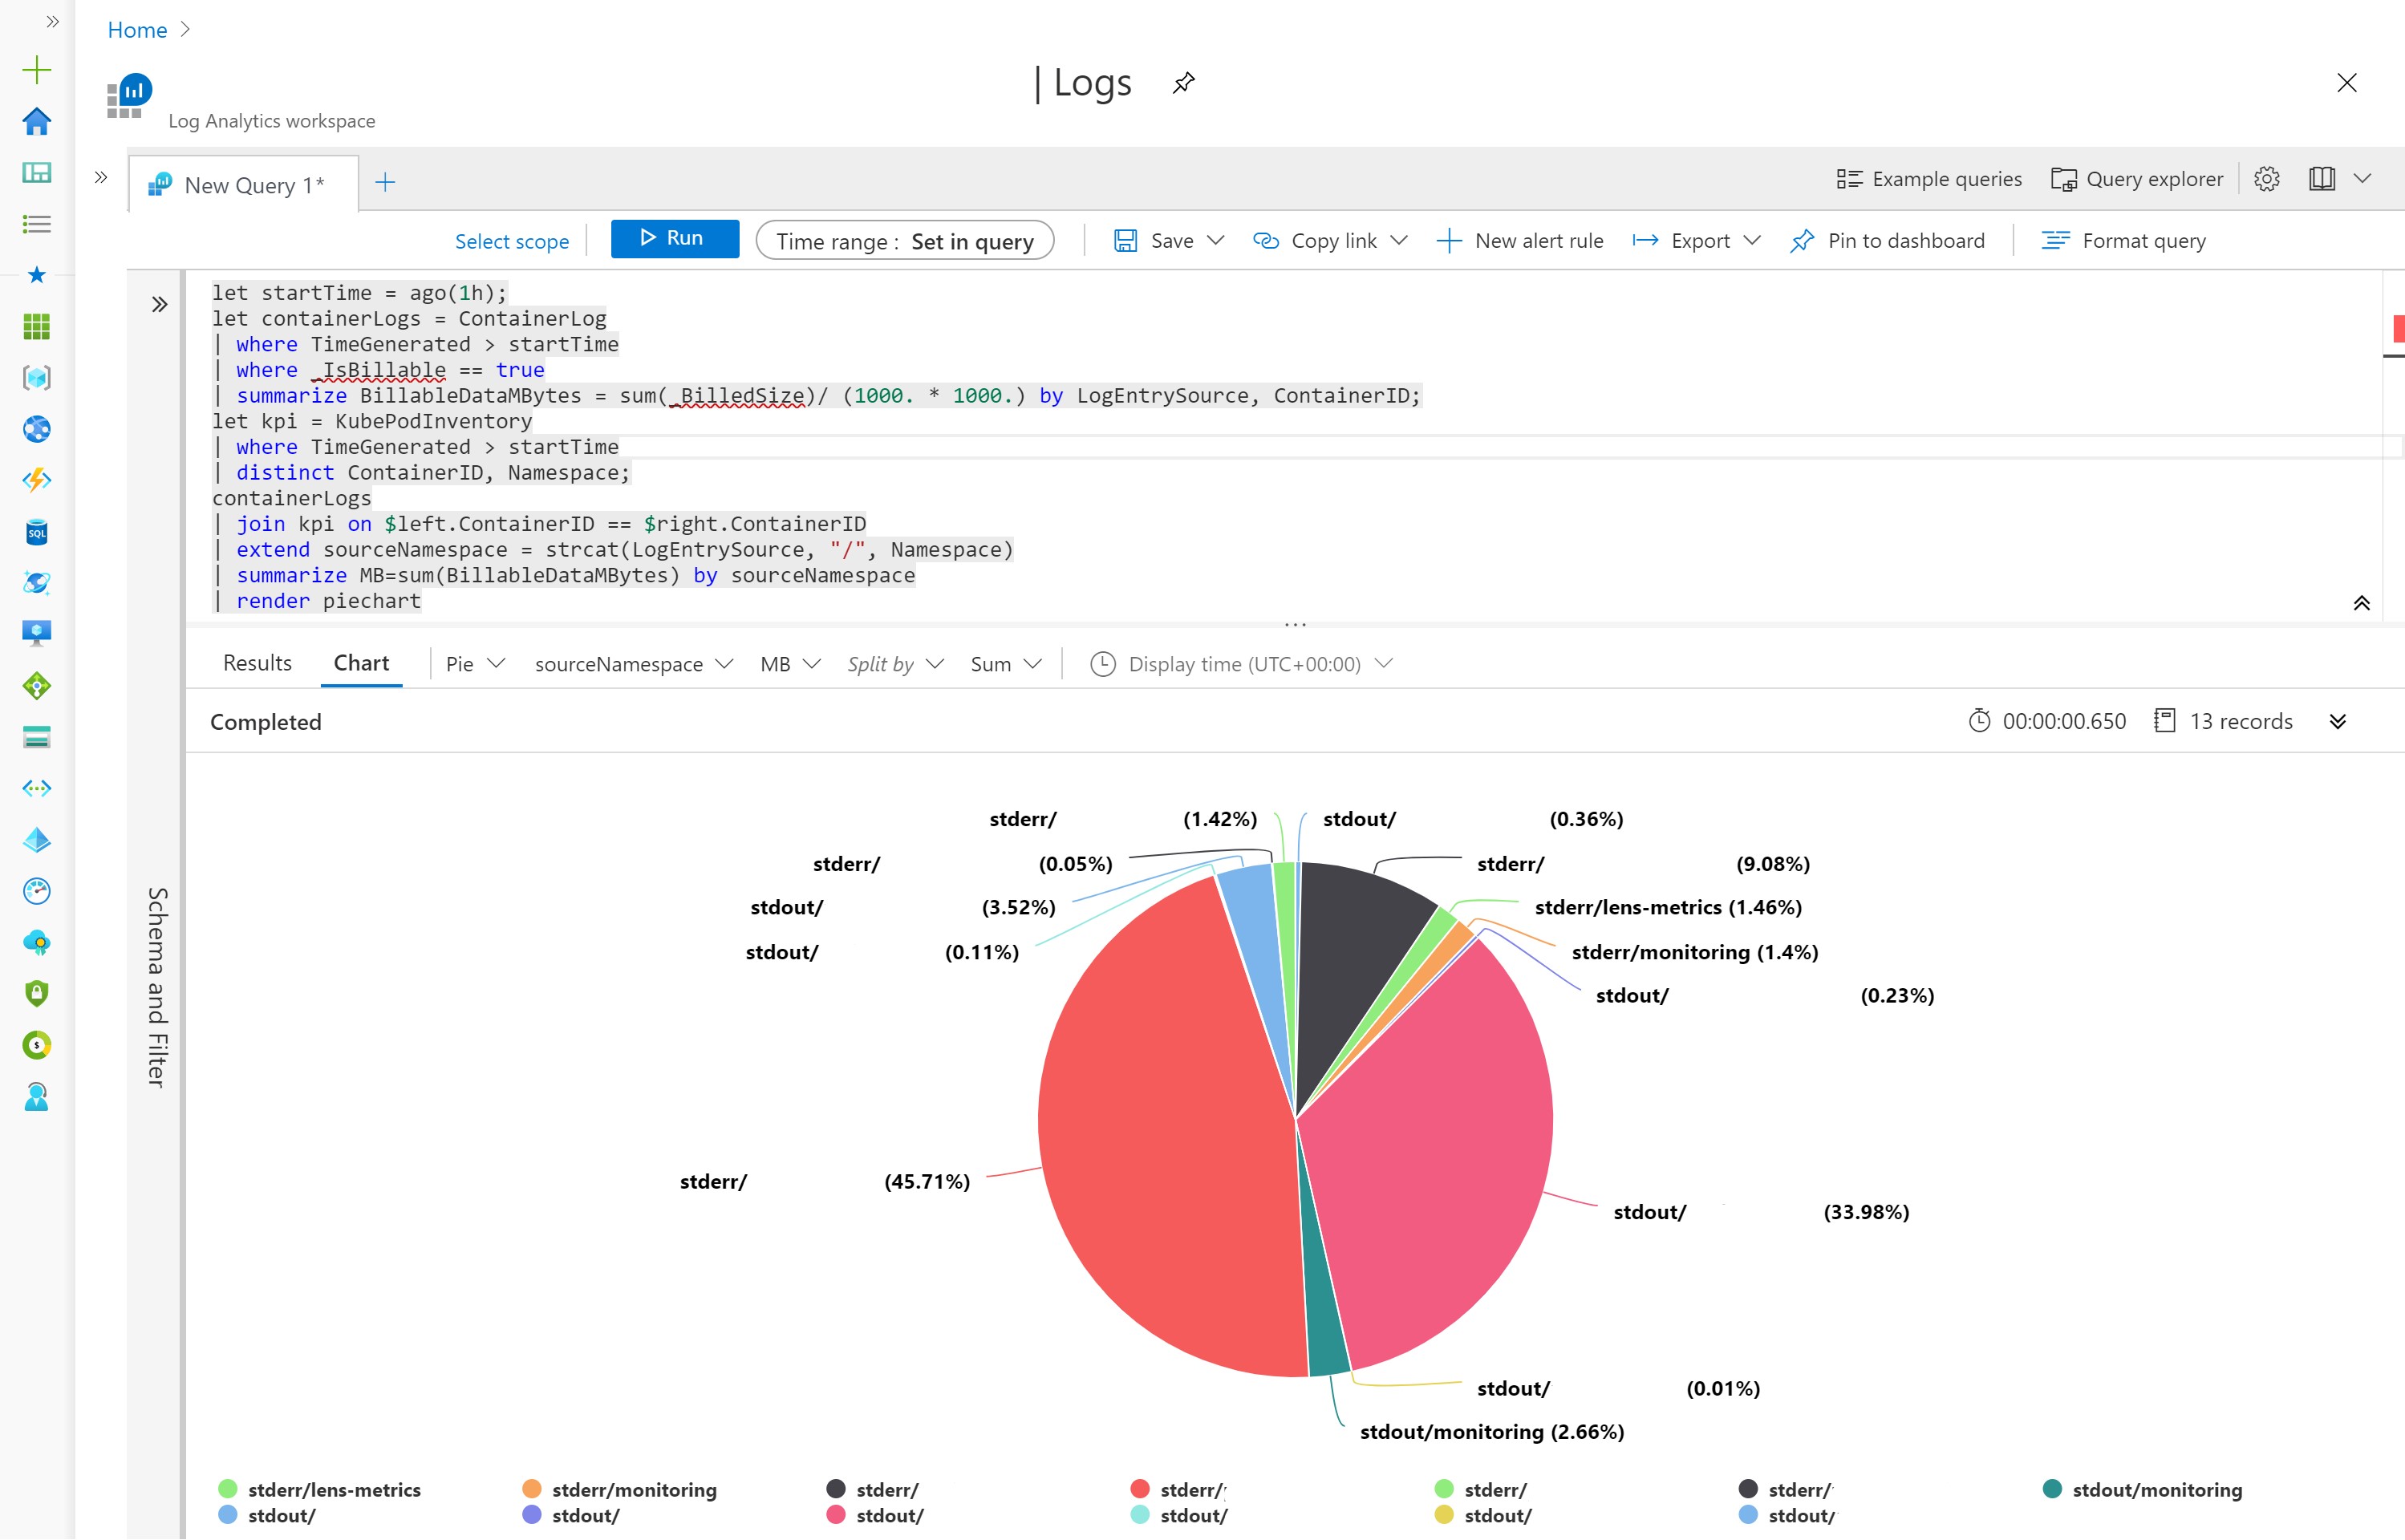 Home
| Logs
Log Analytics workspace
New Query 1*
Example queries
Query explorer
Select scope
Run
Time range : Set in query
Save
Copy link
New alert rule
Export
Pin to dashboard
Format query
let startTime = ago(1h);
let containerLogs = ContainerLog
| where TimeGenerated > startTime
| where _IsBillable == true
| summarize BillableDataMBytes = sum(_BilledSize)/ (1000. * 1000.) by LogEntrySource, ContainerID;
let kpi = KubePodInventory
| where TimeGenerated > startTime
| distinct ContainerID, Namespace;
containerLogs
| join kpi on $left.ContainerID == $right.ContainerID
| extend sourceNamespace = strcat(LogEntrySource, "/", Namespace)
| summarize MB=sum(BillableDataMBytes) by sourceNamespace
| render piechart
SQL
Schema and Filter
Results
Chart
Pie
sourceNamespace
MB
Split by
Sum
Display time (UTC+00:00)
Completed
00:00:00.650
13 records
stderr/ (1.42%)
stdout/ (0.36%)
stderr/ (0.05%)
stderr/ (9.08%)
stdout/ (3.52%)
stderr/lens-metrics (1.46%)
stdout/ (0.11%)
stderr/monitoring (1.4%)
stdout/ (0.23%)
stderr/ (45.71%)
stdout/ (33.98%)
stdout/ (0.01%)
stdout/monitoring (2.66%)
stderr/lens-metrics
stderr/monitoring
stderr/
stderr/
stderr/
stderr/
stdout/monitoring
stdout/
stdout/
stdout/
stdout/
stdout/
stdout/